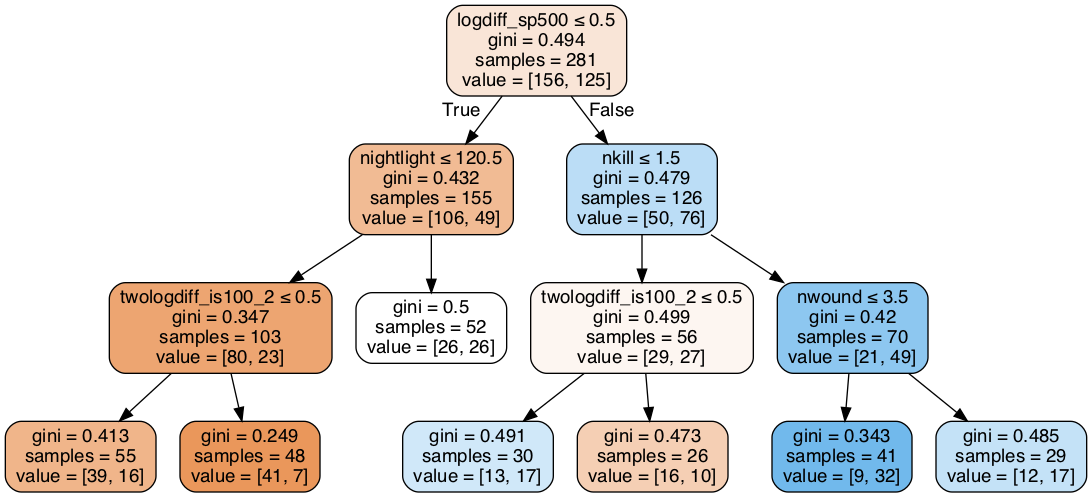 logdiff_sp500 ≤ 0.5
gini = 0.494
samples = 281
value = [156, 125]
True
False
nightlight ≤ 120.5
gini = 0.432
samples = 155
value = [106, 49]
nkill ≤ 1.5
gini = 0.479
samples = 126
value = [50, 76]
twologdiff_is100_2 ≤ 0.5
gini = 0.347
samples = 103
value = [80, 23]
gini = 0.5
samples = 52
value = [26, 26]
twologdiff_is100_2 ≤ 0.5
gini = 0.499
samples = 56
value = [29, 27]
nwound ≤ 3.5
gini = 0.42
samples = 70
value = [21, 49]
gini = 0.413
samples = 55
value = [39, 16]
gini = 0.249
samples = 48
value = [41, 7]
gini = 0.491
samples = 30
value = [13, 17]
gini = 0.473
samples = 26
value = [16, 10]
gini = 0.343
samples = 41
value = [9, 32]
gini = 0.485
samples = 29
value = [12, 17]